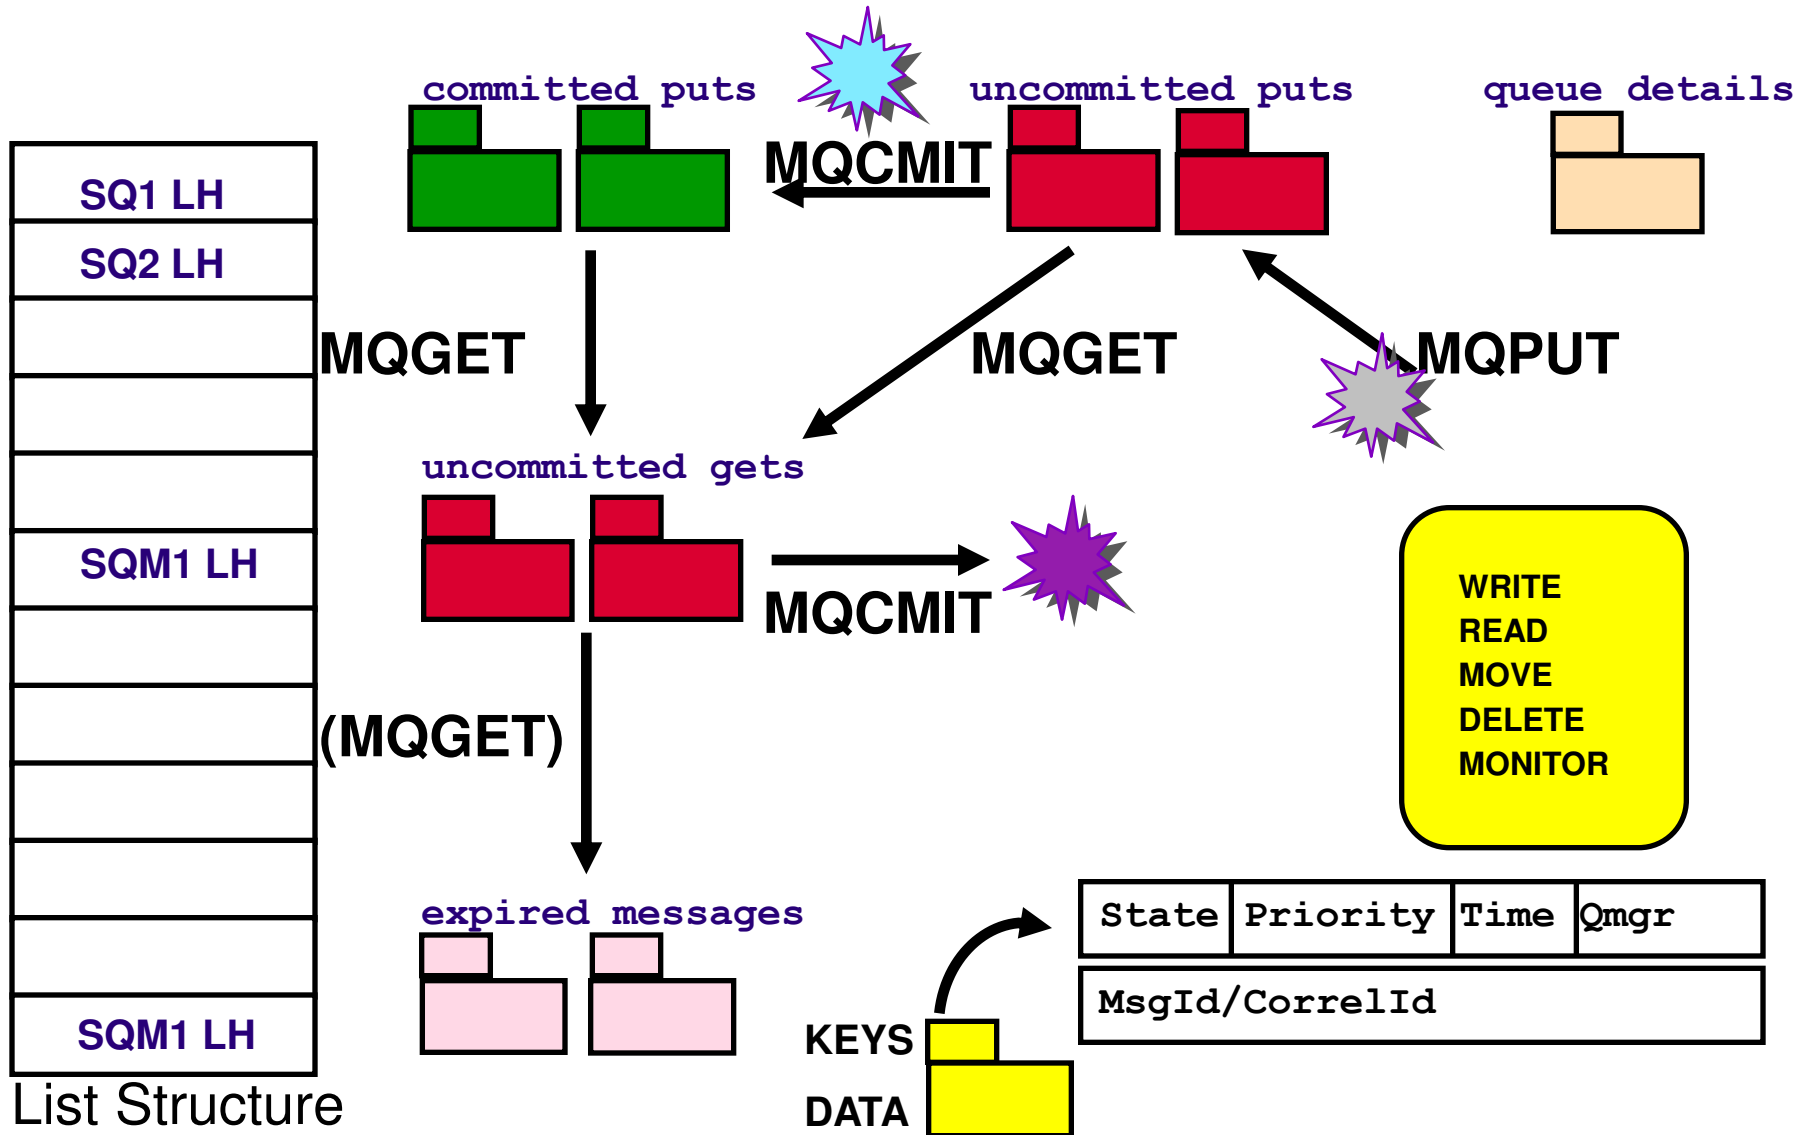 committed puts
uncommitted puts
queue details
MQCMIT
SQ1 LH
SQ2 LH
MQGET
MQGET
MQPUT
uncommitted gets
SQM1 LH
MQCMIT
WRITE
READ
MOVE
DELETE
MONITOR
(MQGET)
expired messages
State Priority Time Qmgr
MsgId/CorrelId
SQM1 LH
KEYS
DATA
List Structure